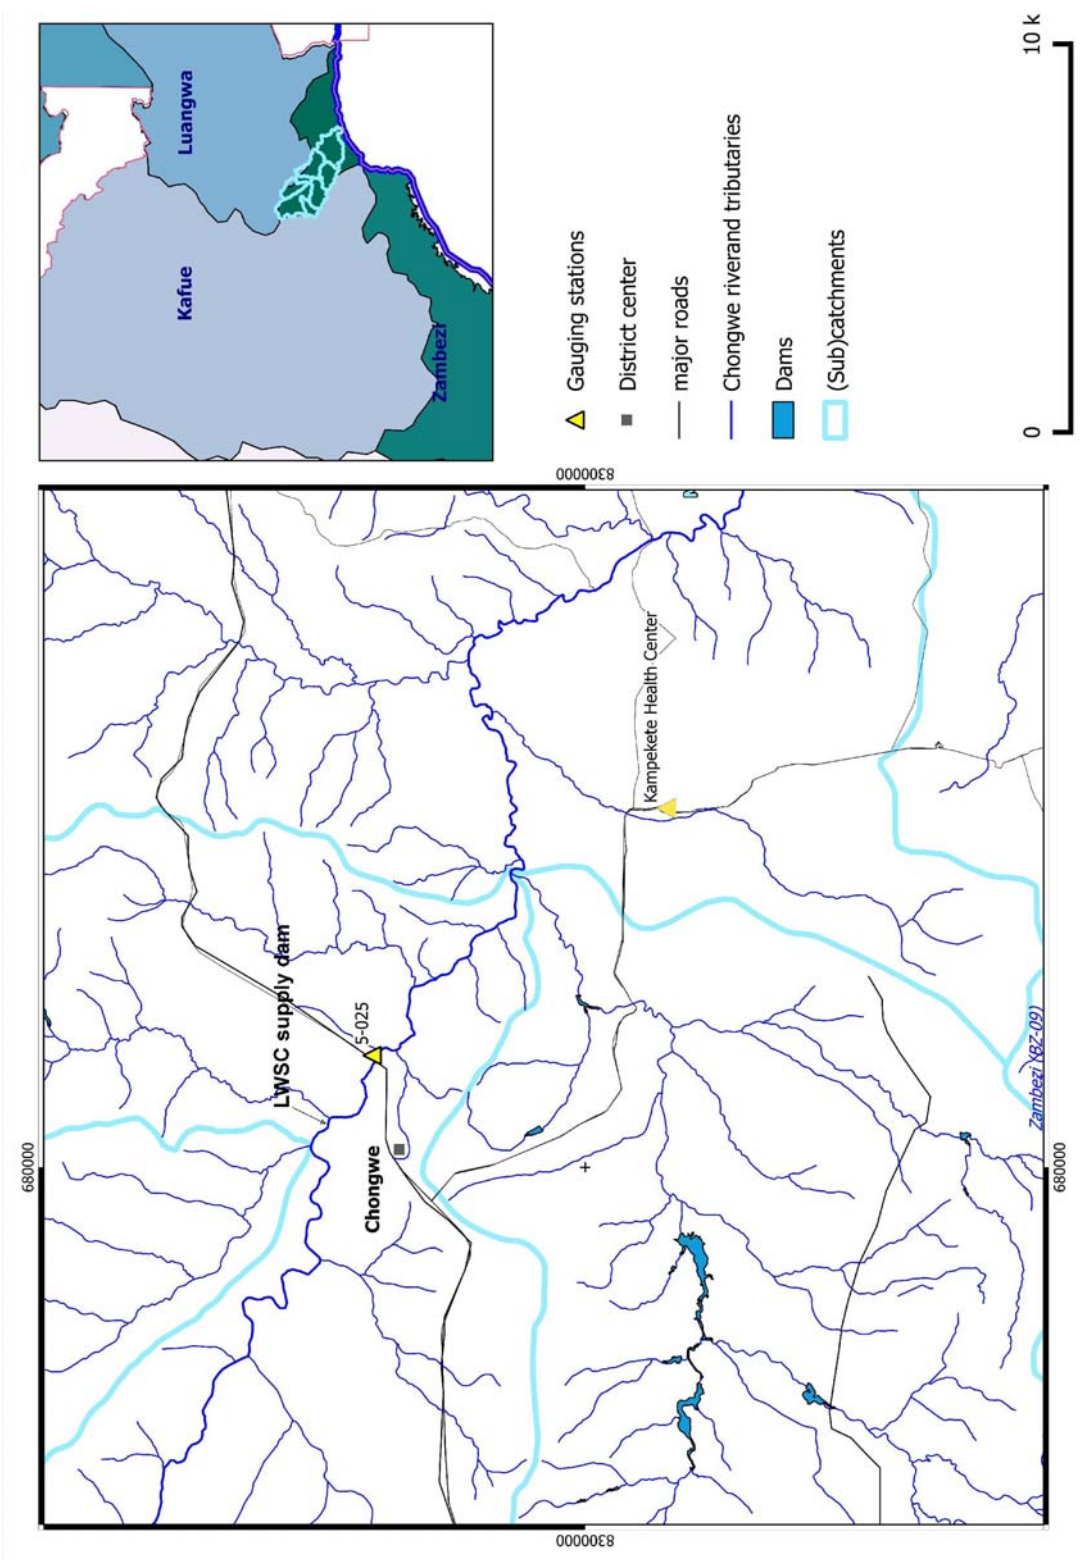 680000
8300000
8300000
680000
LWSC supply dam
5-025
Chongwe
Kampekete Health Center
Zambezi (BZ-09)
Kafue
Luangwa
Zambezi
Gauging stations
District center
major roads
Chongwe riverand tributaries
Dams
(Sub)catchments
0
10 k